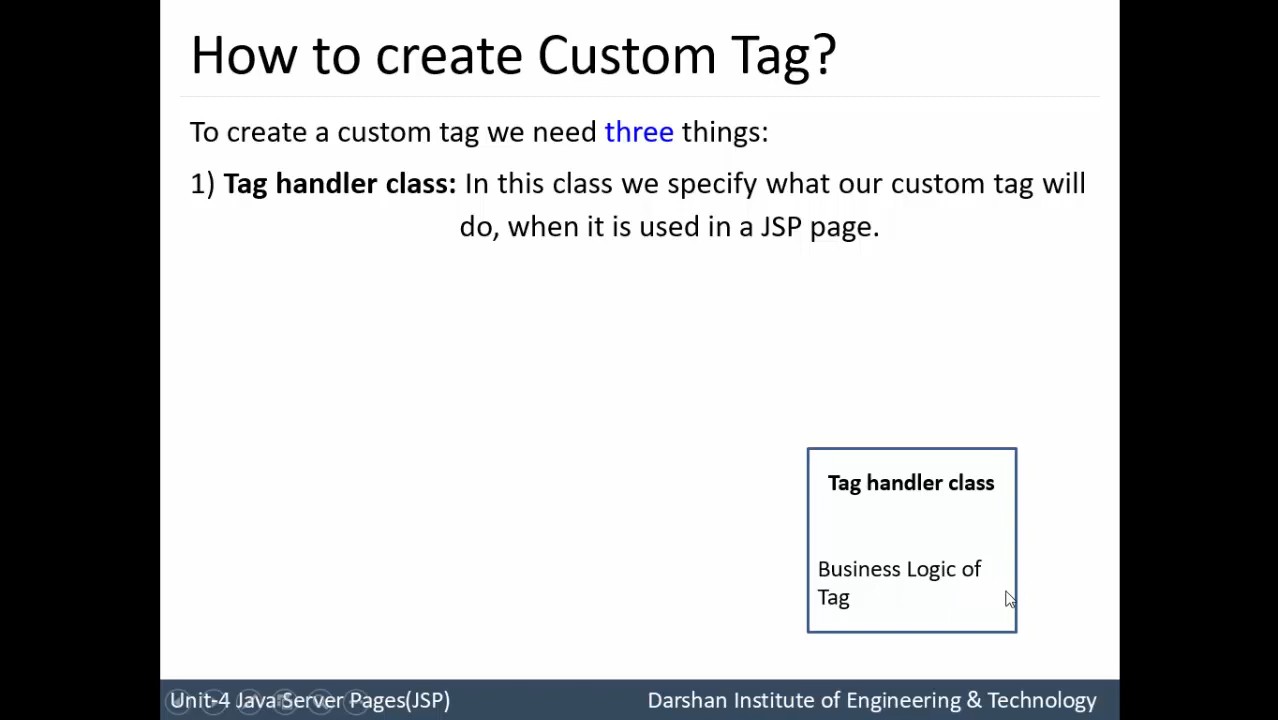 How to create Custom Tag?
To create a custom tag we need three things:
1) Tag handler class: In this class we specify what our custom tag will
do, when it is used in a JSP page.
Tag handler class
Business Logic of
Tag
Unit-4 Java Server Pages(JSP)
Darshan Institute of Engineering & Technology